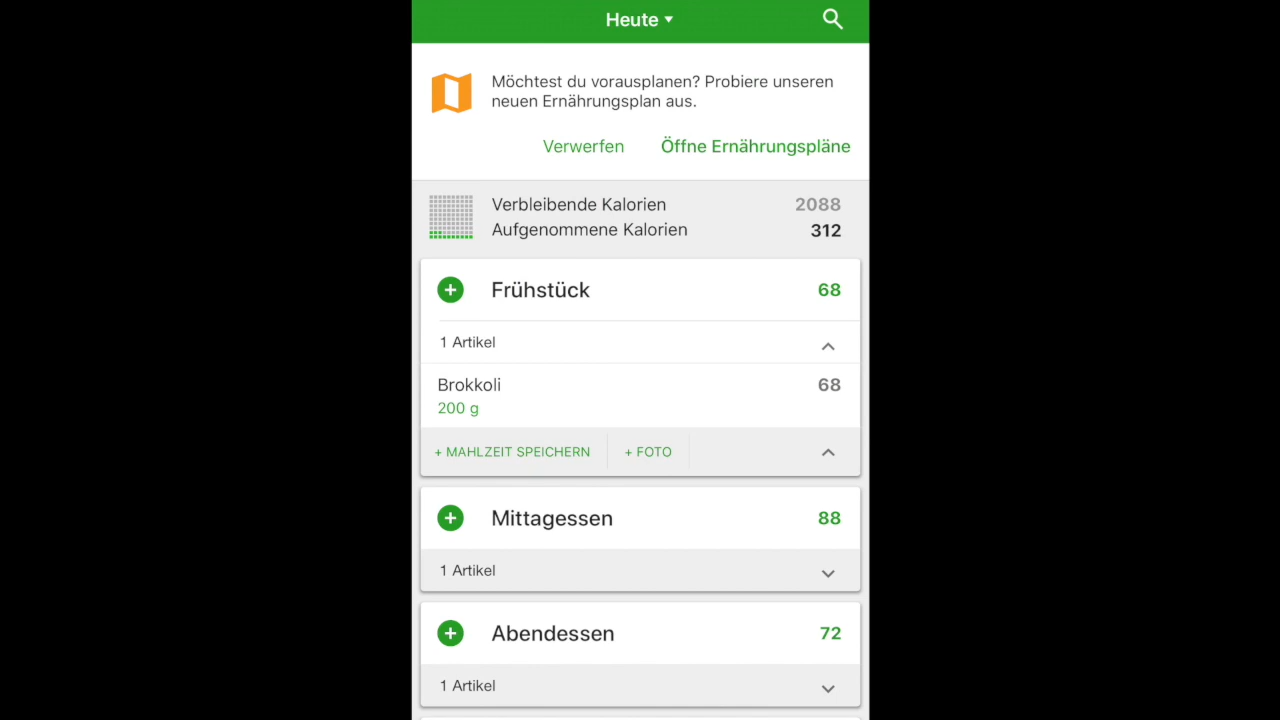 Heute
Möchtest du vorausplanen? Probiere unseren
neuen Ernährungsplan aus.
Verwerfen Öffne Ernährungspläne
Verbleibende Kalorien 2088
Aufgenommene Kalorien 312
Frühstück 68
1 Artikel
Brokkoli 68
200 g
+ MAHLZEIT SPEICHERN + FOTO
Mittagessen 88
1 Artikel
Abendessen 72
1 Artikel